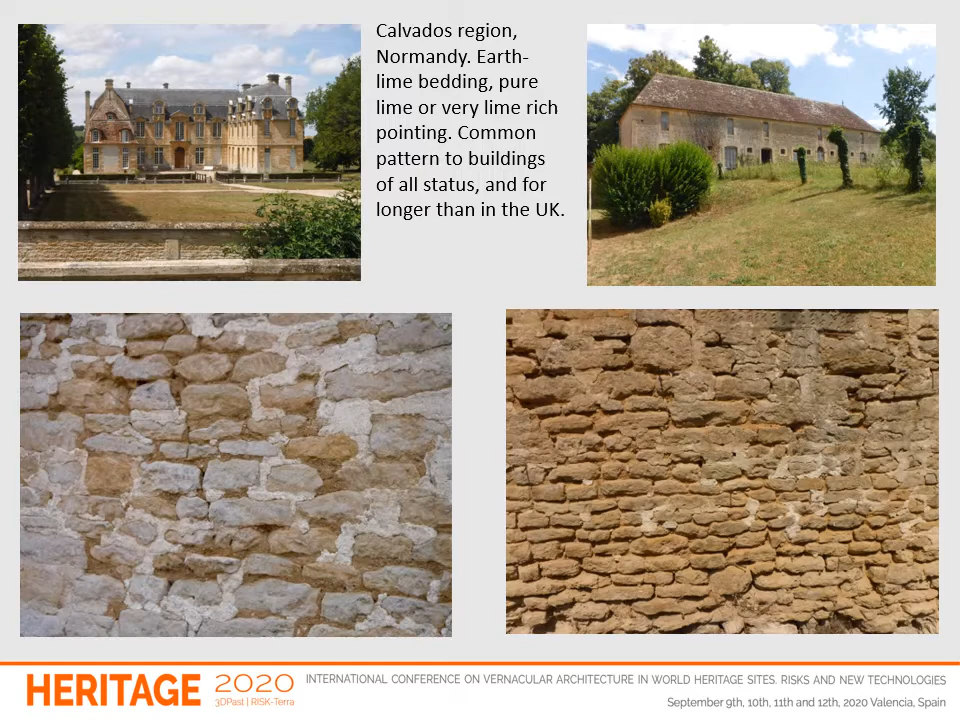 Calvados region,
Normandy. Earth-
lime bedding, pure
lime or very lime rich
pointing. Common
pattern to buildings
of all status, and for
longer than in the UK.
HERITAGE 2020
3DPast | RISK-Terra
INTERNATIONAL CONFERENCE ON VERNACULAR ARCHITECTURE IN WORLD HERITAGE SITES. RISKS AND NEW TECHNOLOGIES
September 9th, 10th, 11th and 12th, 2020 Valencia, Spain